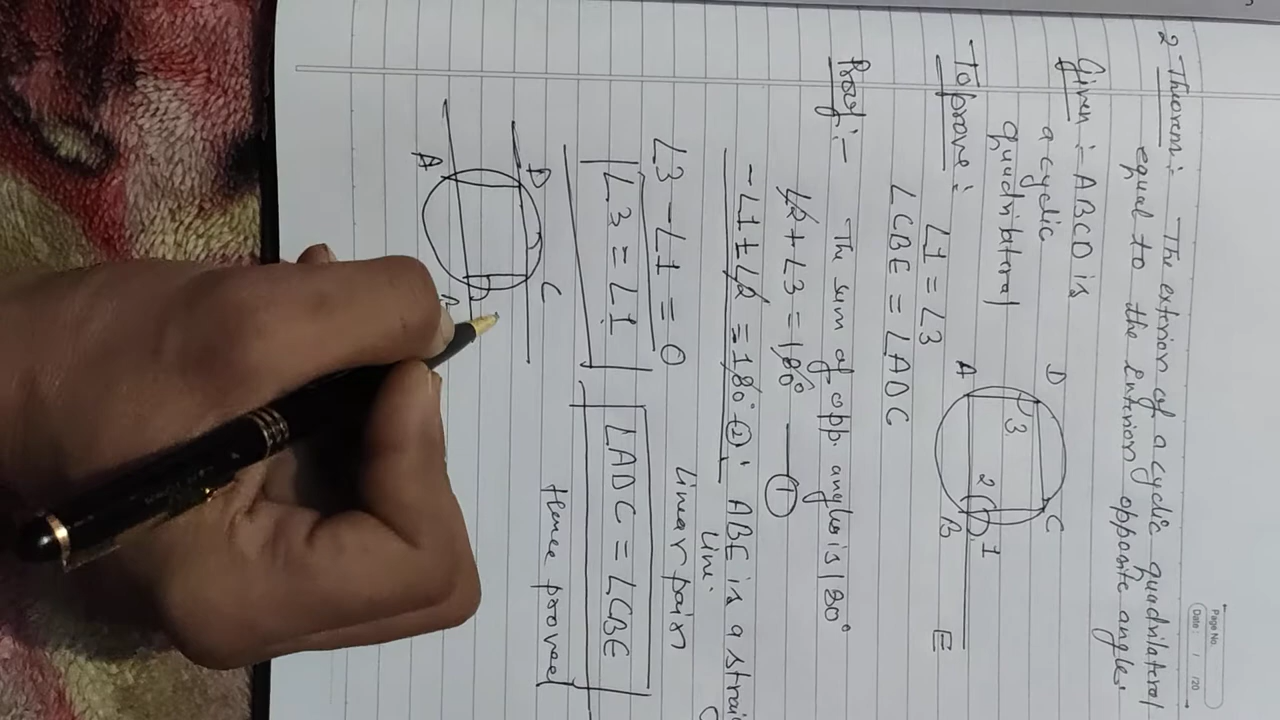 Page No.
Date: / /20
2 Theorem:- The exterior of a cyclic quadrilateral
equal to the interior opposite angle.
Given :- ABCD is
a cyclic
quadrilateral
D
C
A
B
E
3
2
1
To prove :
∠1 = ∠3
∠CBE = ∠ADC
Proof:- The sum of opp. angles is 180°
∠2 + ∠3 = 180° ①
-∠1 + ∠2 = 180° ② ABE is a straig
line.
∠3 - ∠1 = 0 Linear pair
∠3 = ∠1 ∠ADC = ∠CBE
Hence proved
A
D
C